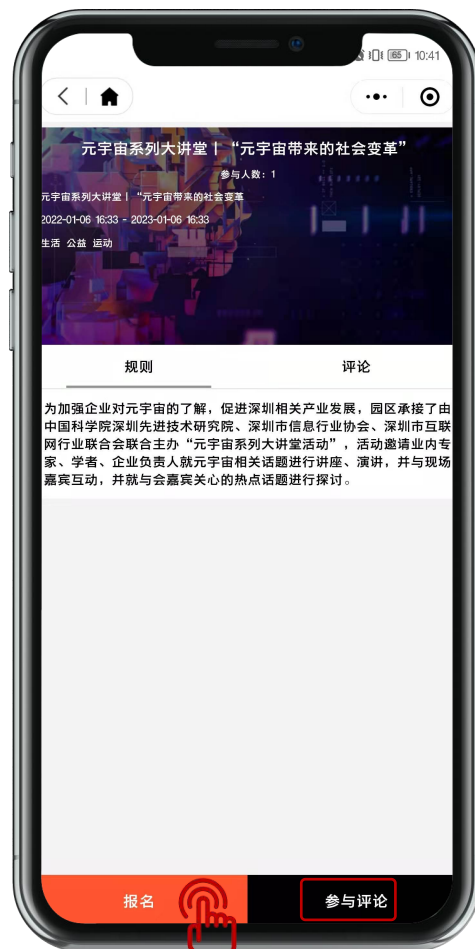 65 10:41
元宇宙系列大讲堂丨“元宇宙带来的社会变革”
参与人数：1
元宇宙系列大讲堂丨“元宇宙带来的社会变革
2022-01-06 16:33 - 2023-01-06 16:33
生活 公益 运动
规则 评论
为加强企业对元宇宙的了解，促进深圳相关产业发展，园区承接了由
中国科学院深圳先进技术研究院、深圳市信息行业协会、深圳市互联
网行业联合会联合主办“元宇宙系列大讲堂活动”，活动邀请业内专
家、学者、企业负责人就元宇宙相关话题进行讲座、演讲，并与现场
嘉宾互动，并就与会嘉宾关心的热点话题进行探讨。
报名 参与评论